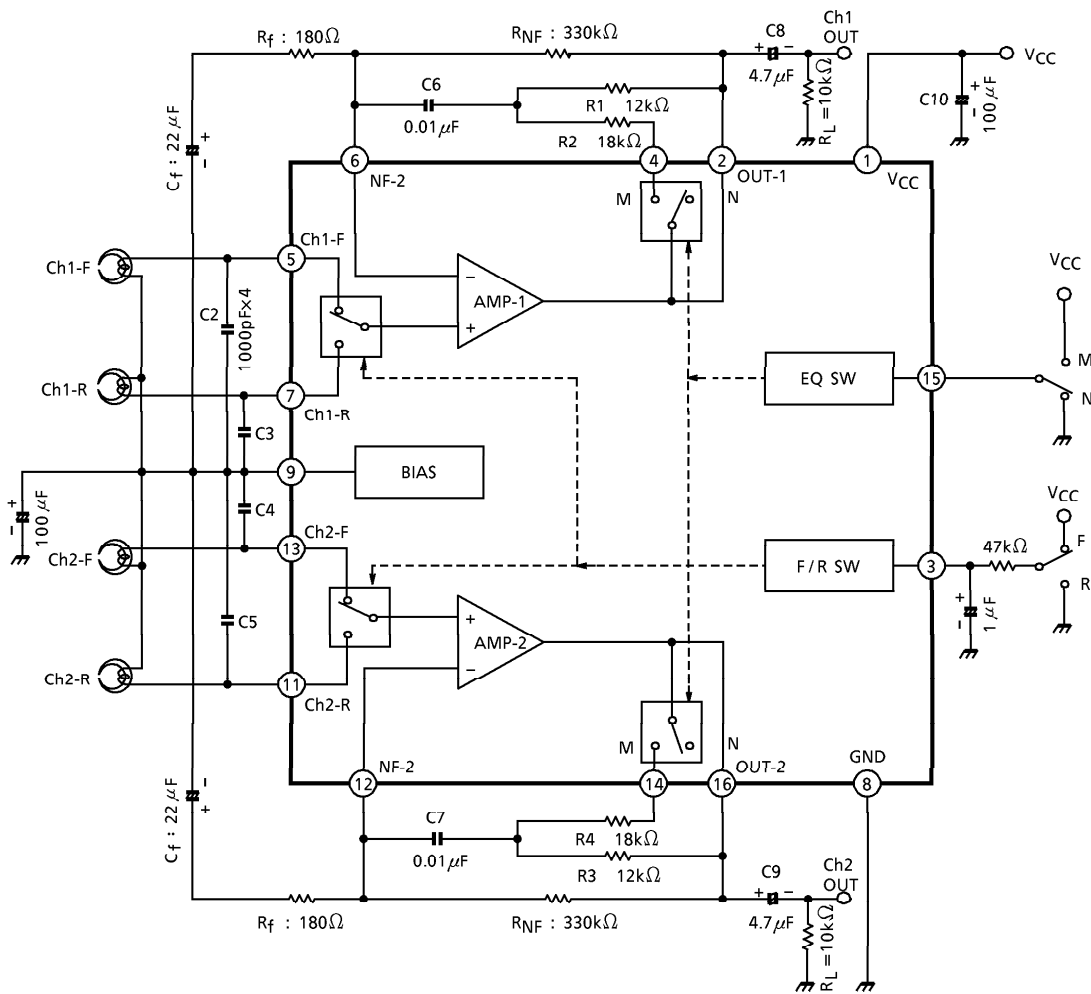 Rf : 180Ω
RNF : 330kΩ
C8
+ -
4.7μF
Ch1
OUT
VCC
C6
0.01μF
R1 12kΩ
R2 18kΩ
RL=10kΩ
C10
+
-
100μF
Cf : 22μF
+
-
6
NF-2
4
2
OUT-1
1
VCC
M
N
Ch1-F
5
Ch1-F
C2
1000pF×4
-
AMP-1
+
VCC
Ch1-R
7
Ch1-R
EQ SW
15
M
N
C3
9
BIAS
+
-
100μF
C4
VCC
Ch2-F
13
Ch2-F
F/R SW
3
47kΩ
F
R
+
-
1μF
C5
+
AMP-2
-
Ch2-R
11
Ch2-R
M
N
NF-2
OUT-2
GND
12
14
16
8
Cf : 22μF
-
+
C7
0.01μF
R4 18kΩ
R3 12kΩ
C9
+ -
4.7μF
Ch2
OUT
Rf : 180Ω
RNF : 330kΩ
RL=10kΩ